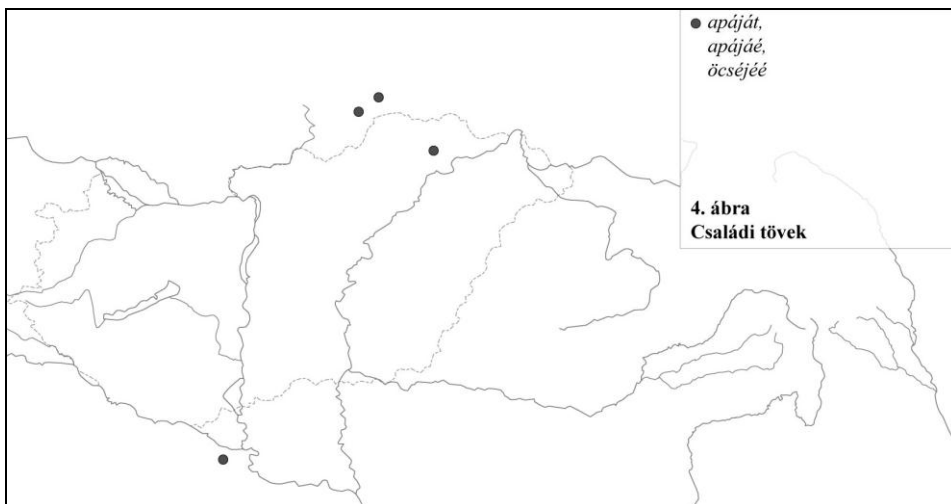 ● apáját,
apájáé,
öcséjéé
4. ábra
Családi tövek